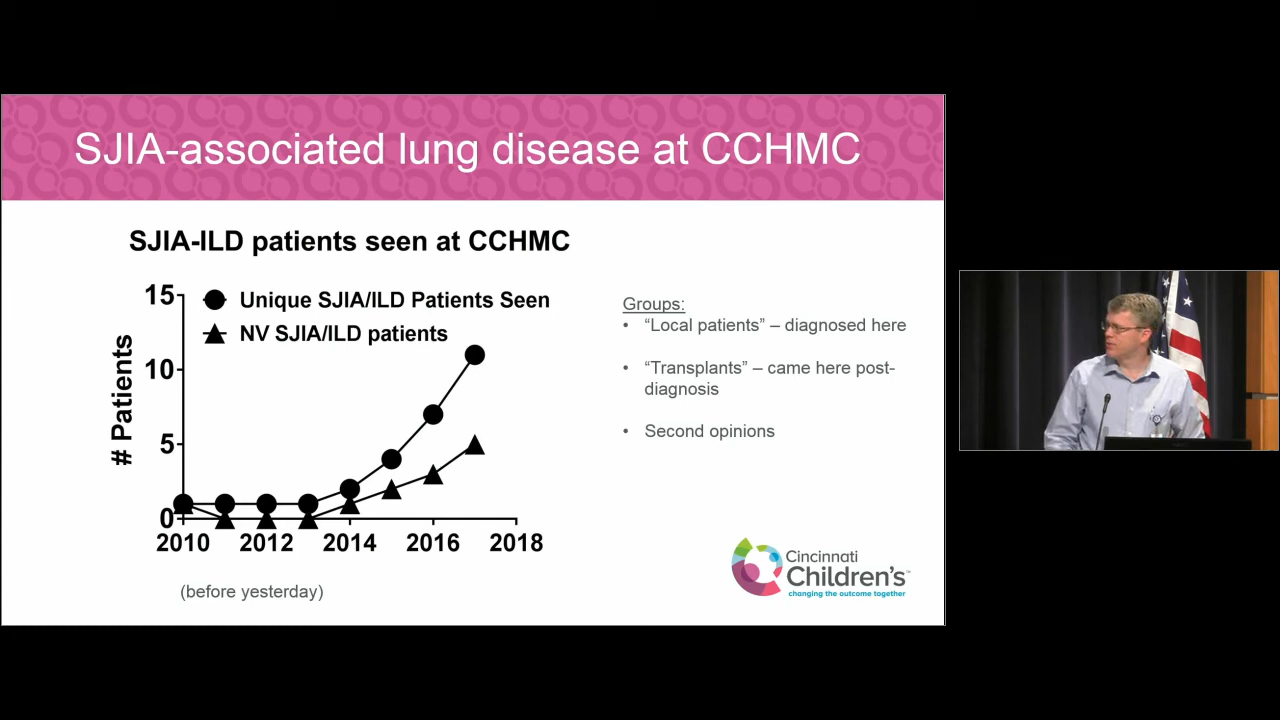 SJIA-associated lung disease at CCHMC
SJIA-ILD patients seen at CCHMC
# Patients
15
10
5
0
Unique SJIA/ILD Patients Seen
NV SJIA/ILD patients
2010 2012 2014 2016 2018
(before yesterday)
Groups:
• “Local patients” – diagnosed here
• “Transplants” – came here post-
diagnosis
• Second opinions
Cincinnati
Children’s™
changing the outcome together